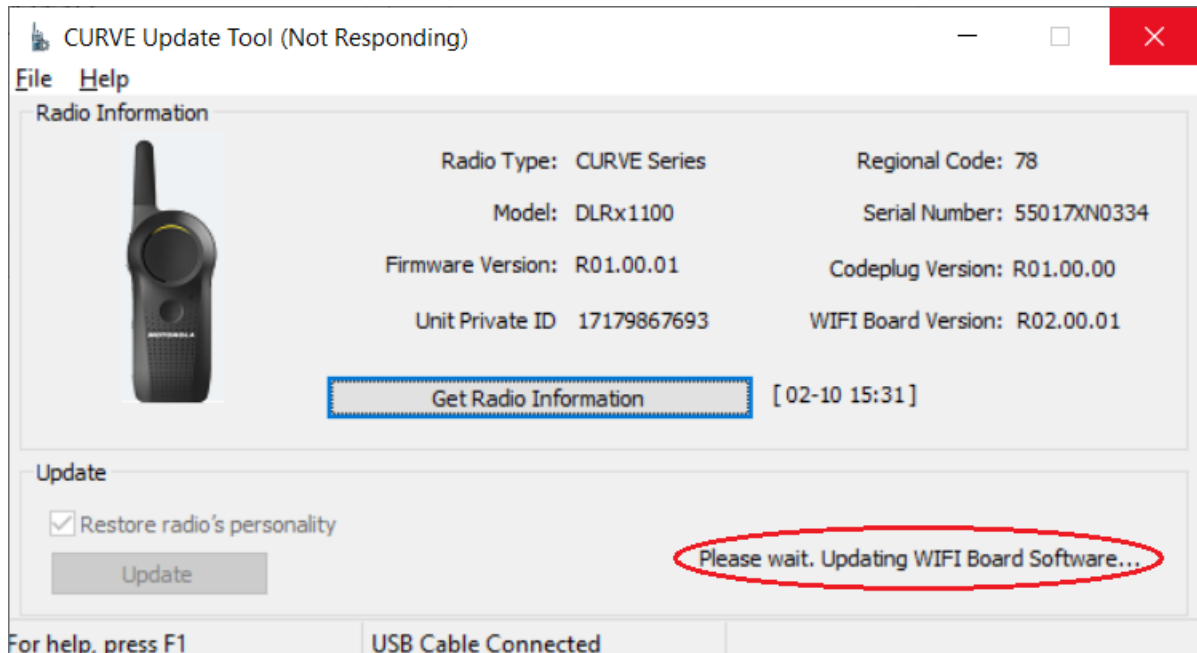 CURVE Update Tool (Not Responding)
File Help
Radio Information
Radio Type: CURVE Series Regional Code: 78
Model: DLRx1100 Serial Number: 55017XN0334
Firmware Version: R01.00.01 Codeplug Version: R01.00.00
Unit Private ID 17179867693 WIFI Board Version: R02.00.01
MOTOROLA
Get Radio Information [ 02-10 15:31 ]
Update
Restore radio's personality
Please wait. Updating WIFI Board Software...
Update
For help, press F1 USB Cable Connected